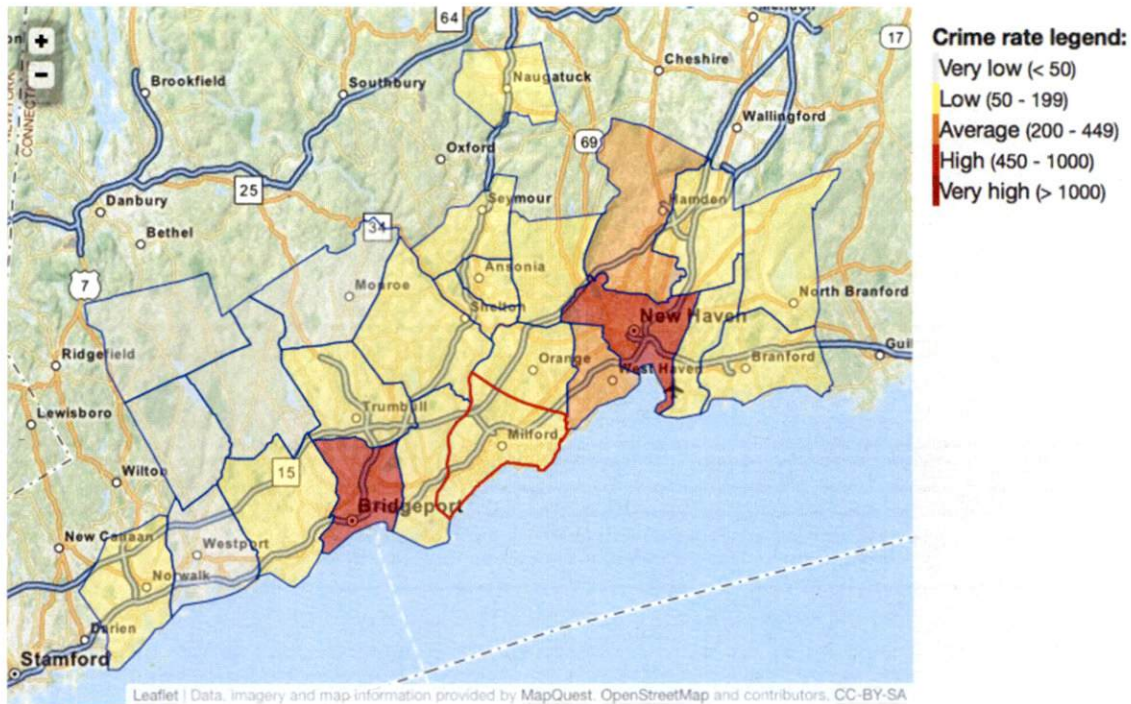 64
17
Cheshire
Naugatuck
Brookfield
Southbury
Wallingford
69
Oxford
25
Danbury
Seymour
Hamden
34
Bethel
Ansonia
7
Monroe
North Branford
Shelton
New Haven
Ridgefield
Orange
Branford
West Haven
Lewisboro
Trumbull
Milford
Wilton
15
Bridgeport
New Canaan
Westport
Norwalk
Darien
Stamford
Leaflet | Data, imagery and map information provided by MapQuest, OpenStreetMap and contributors, CC-BY-SA
Crime rate legend:
Very low (< 50)
Low (50 - 199)
Average (200 - 449)
High (450 - 1000)
Very high (> 1000)
+
−